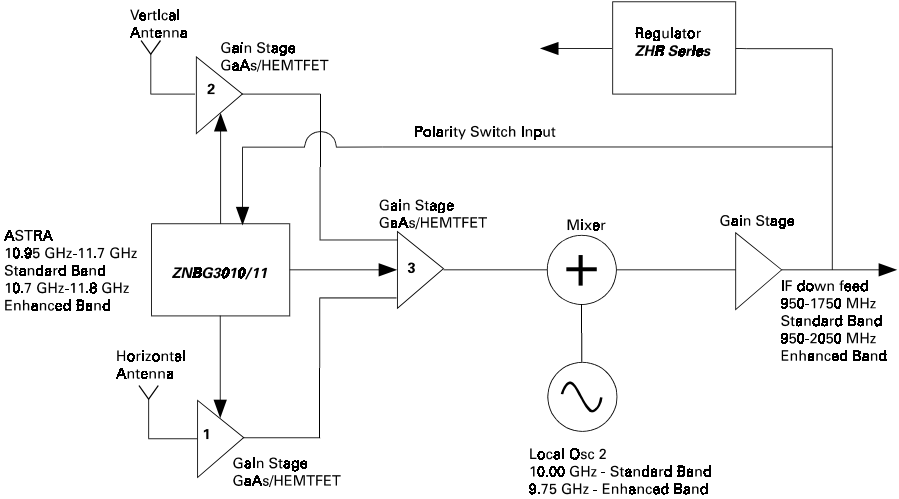 Vertical
Antenna
Gain Stage
GaAs/HEMTFET
2
Regulator
ZHR Series
Polarity Switch Input
ASTRA
10.95 GHz-11.7 GHz
Standard Band
10.7 GHz-11.8 GHz
Enhanced Band
ZNBG3010/11
Gain Stage
GaAs/HEMTFET
3
Mixer
+
Gain Stage
IF down feed
950-1750 MHz
Standard Band
950-2050 MHz
Enhanced Band
Horizontal
Antenna
1
Gain Stage
GaAs/HEMTFET
Local Osc 2
10.00 GHz - Standard Band
9.75 GHz - Enhanced Band